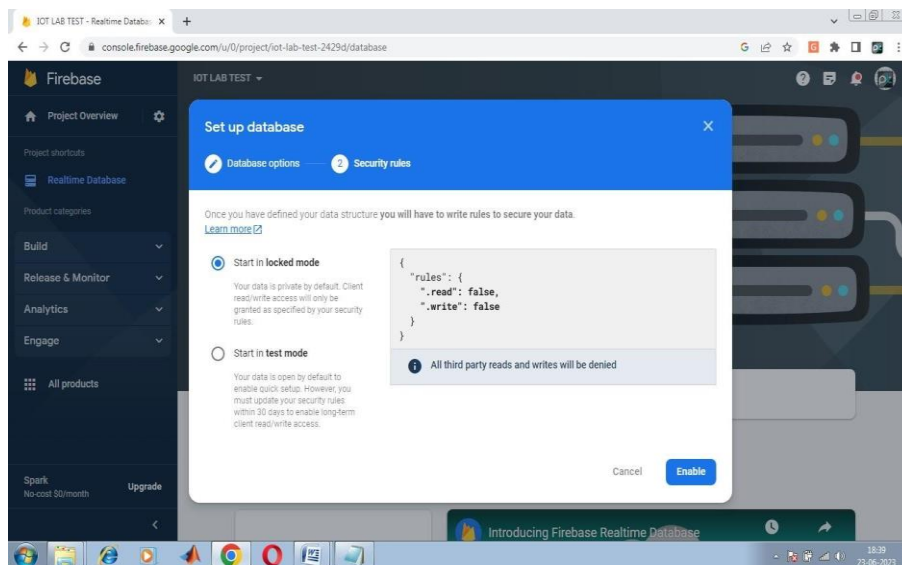 IOT LAB TEST - Realtime Databas
console.firebase.google.com/u/0/project/iot-lab-test-2429d/database
Firebase
IOT LAB TEST
Project Overview
Project shortcuts
Realtime Database
Product categories
Build
Release & Monitor
Analytics
Engage
All products
Spark
No-cost $0/month
Upgrade
Set up database
Database options
2 Security rules
Once you have defined your data structure you will have to write rules to secure your data.
Learn more
Start in locked mode
Your data is private by default. Client
read/write access will only be
granted as specified by your security
rules.
Start in test mode
Your data is open by default to
enable quick setup. However, you
must update your security rules
within 30 days to enable long-term
client read/write access.
{
"rules": {
".read": false,
".write": false
}
}
All third party reads and writes will be denied
Cancel
Enable
Introducing Firebase Realtime Database
18:39
23-06-2023